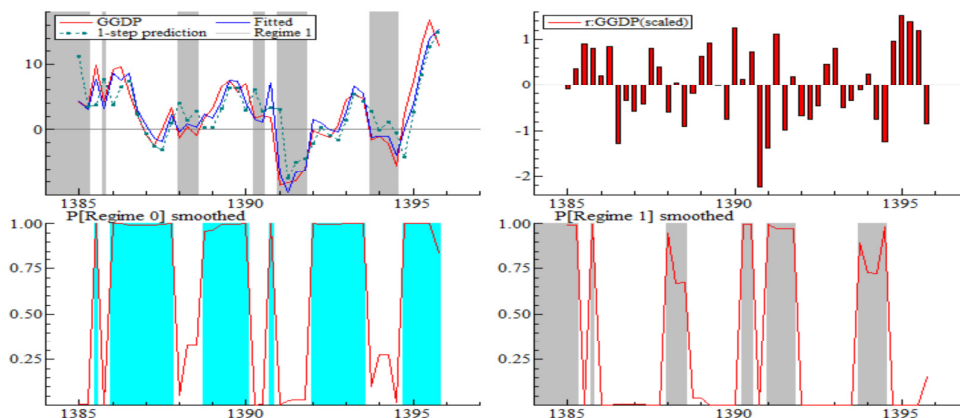 GGDP Fitted
1-step prediction Regime 1
10
0
1385 1390 1395
r:GGDP(scaled)
1
0
-1
-2
1385 1390 1395
P[Regime 0] smoothed
1.00
0.75
0.50
0.25
1385 1390 1395
P[Regime 1] smoothed
1.00
0.75
0.50
0.25
1385 1390 1395